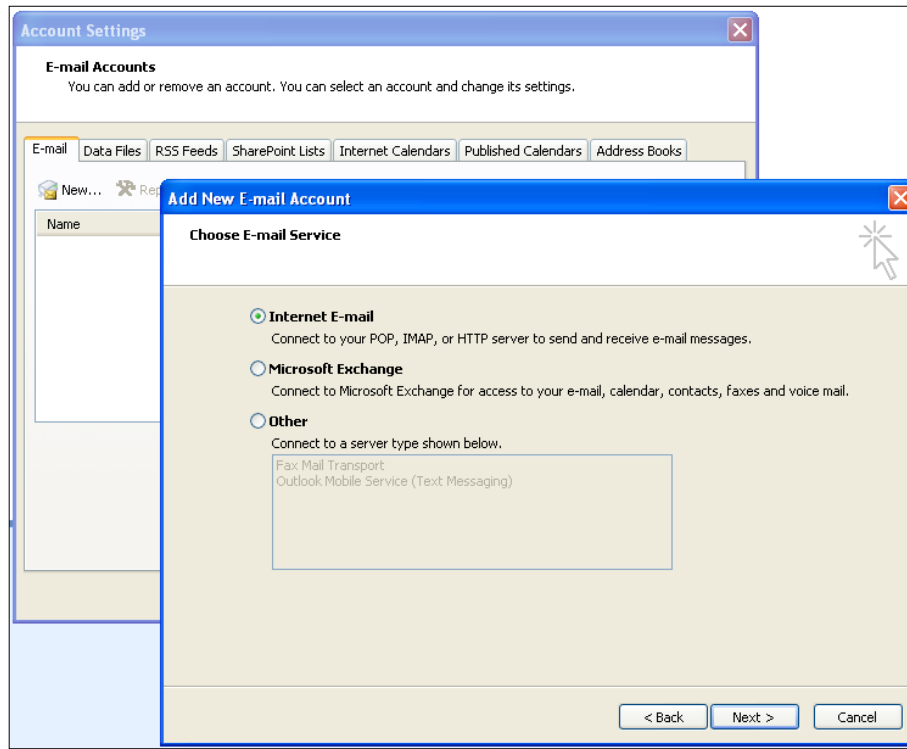 Account Settings
E-mail Accounts
You can add or remove an account. You can select an account and change its settings.
E-mail Data Files RSS Feeds SharePoint Lists Internet Calendars Published Calendars Address Books
New...
Name
Add New E-mail Account
Choose E-mail Service
Internet E-mail
Connect to your POP, IMAP, or HTTP server to send and receive e-mail messages.
Microsoft Exchange
Connect to Microsoft Exchange for access to your e-mail, calendar, contacts, faxes and voice mail.
Other
Connect to a server type shown below.
Fax Mail Transport
Outlook Mobile Service (Text Messaging)
< Back Next > Cancel